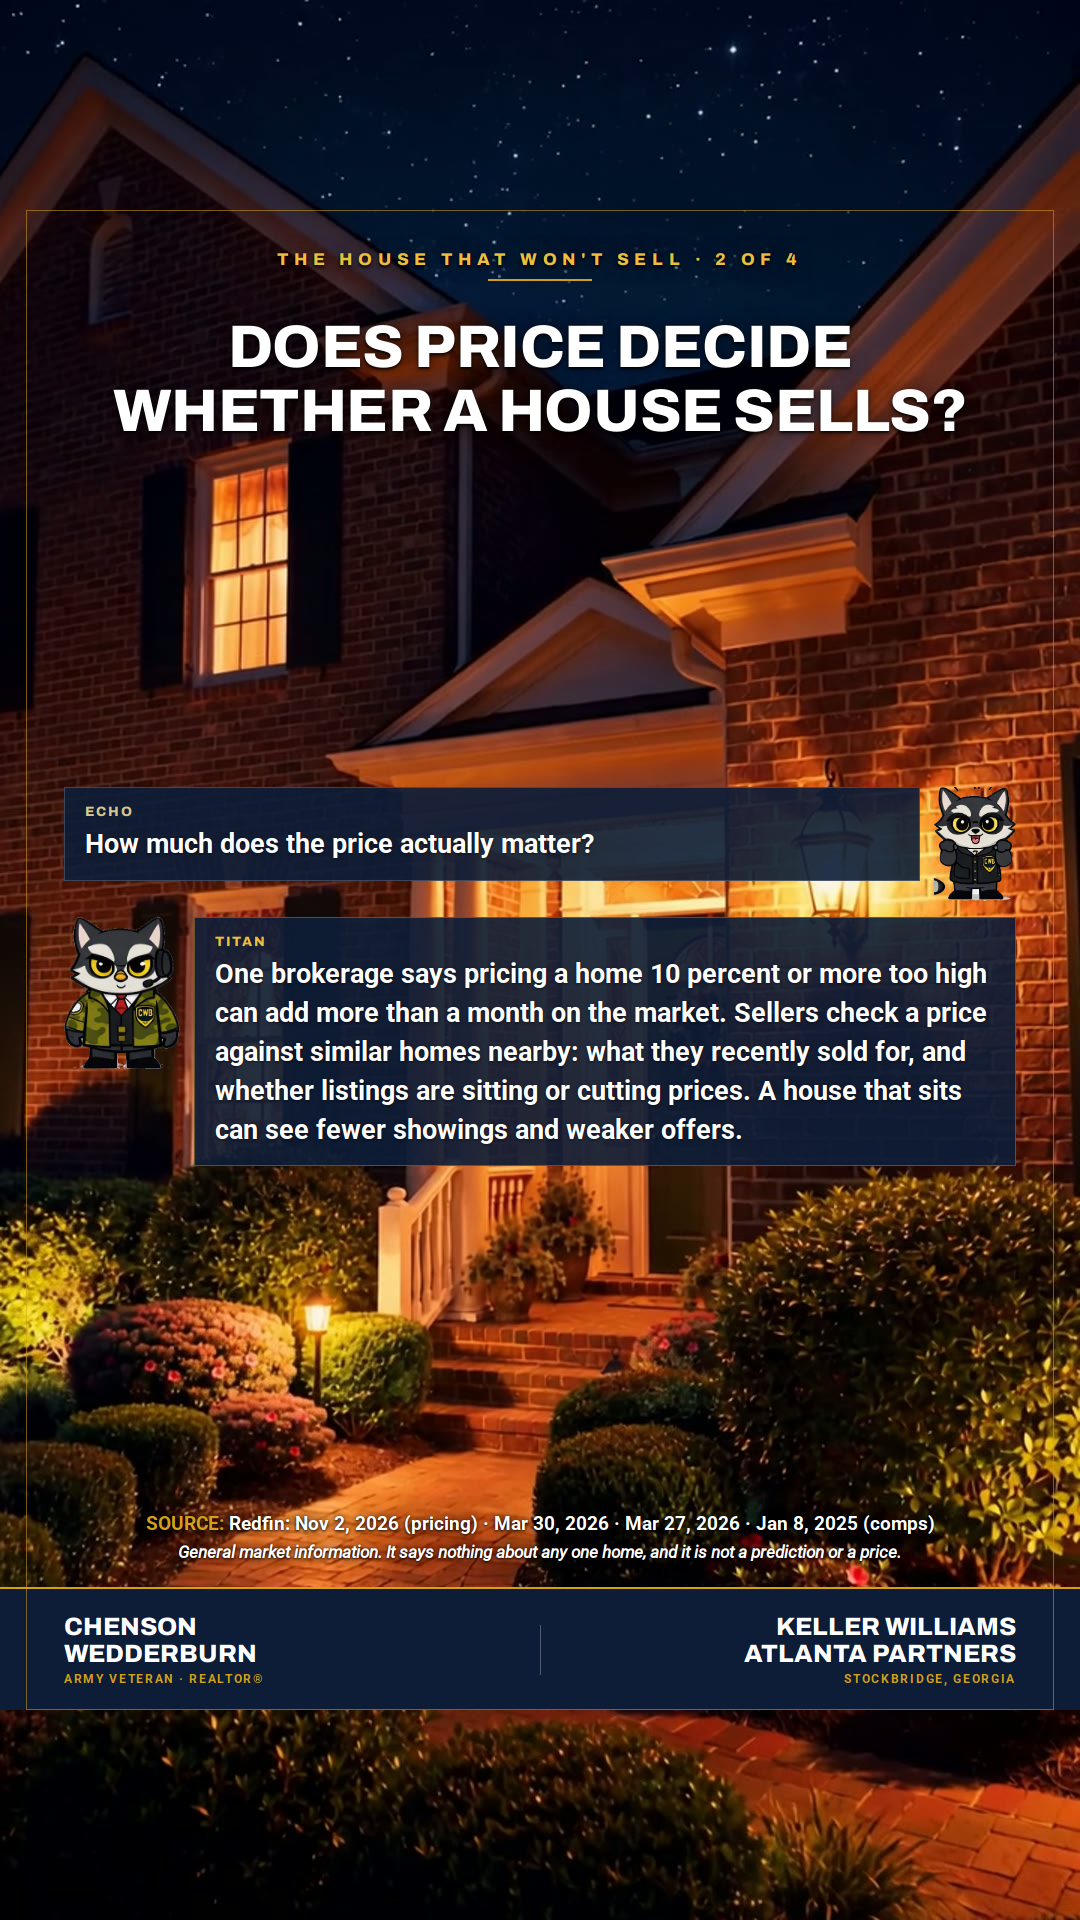 THE HOUSE THAT WON'T SELL · 2 OF 4
DOES PRICE DECIDE
WHETHER A HOUSE SELLS?
ECHO
How much does the price actually matter?
CWB
TITAN
One brokerage says pricing a home 10 percent or more too high
can add more than a month on the market. Sellers check a price
against similar homes nearby: what they recently sold for, and
whether listings are sitting or cutting prices. A house that sits
can see fewer showings and weaker offers.
CWB
SOURCE: Redfin: Nov 2, 2026 (pricing) · Mar 30, 2026 · Mar 27, 2026 · Jan 8, 2025 (comps)
General market information. It says nothing about any one home, and it is not a prediction or a price.
CHENSON
WEDDERBURN
ARMY VETERAN · REALTOR®
KELLER WILLIAMS
ATLANTA PARTNERS
STOCKBRIDGE, GEORGIA